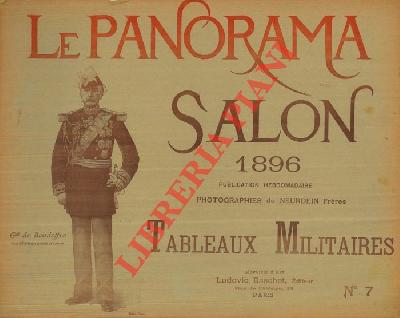 LE PANORAMA
SALON
1896
PUBLICATION HEBDOMADAIRE
PHOTOGRAPHIES de NEURDEIN Frères
Gal de Boisdeffre
TABLEAUX MILITAIRES
Ludovic Baschet, Éditeur
PARIS
N° 7
LIBRERIA PIANI